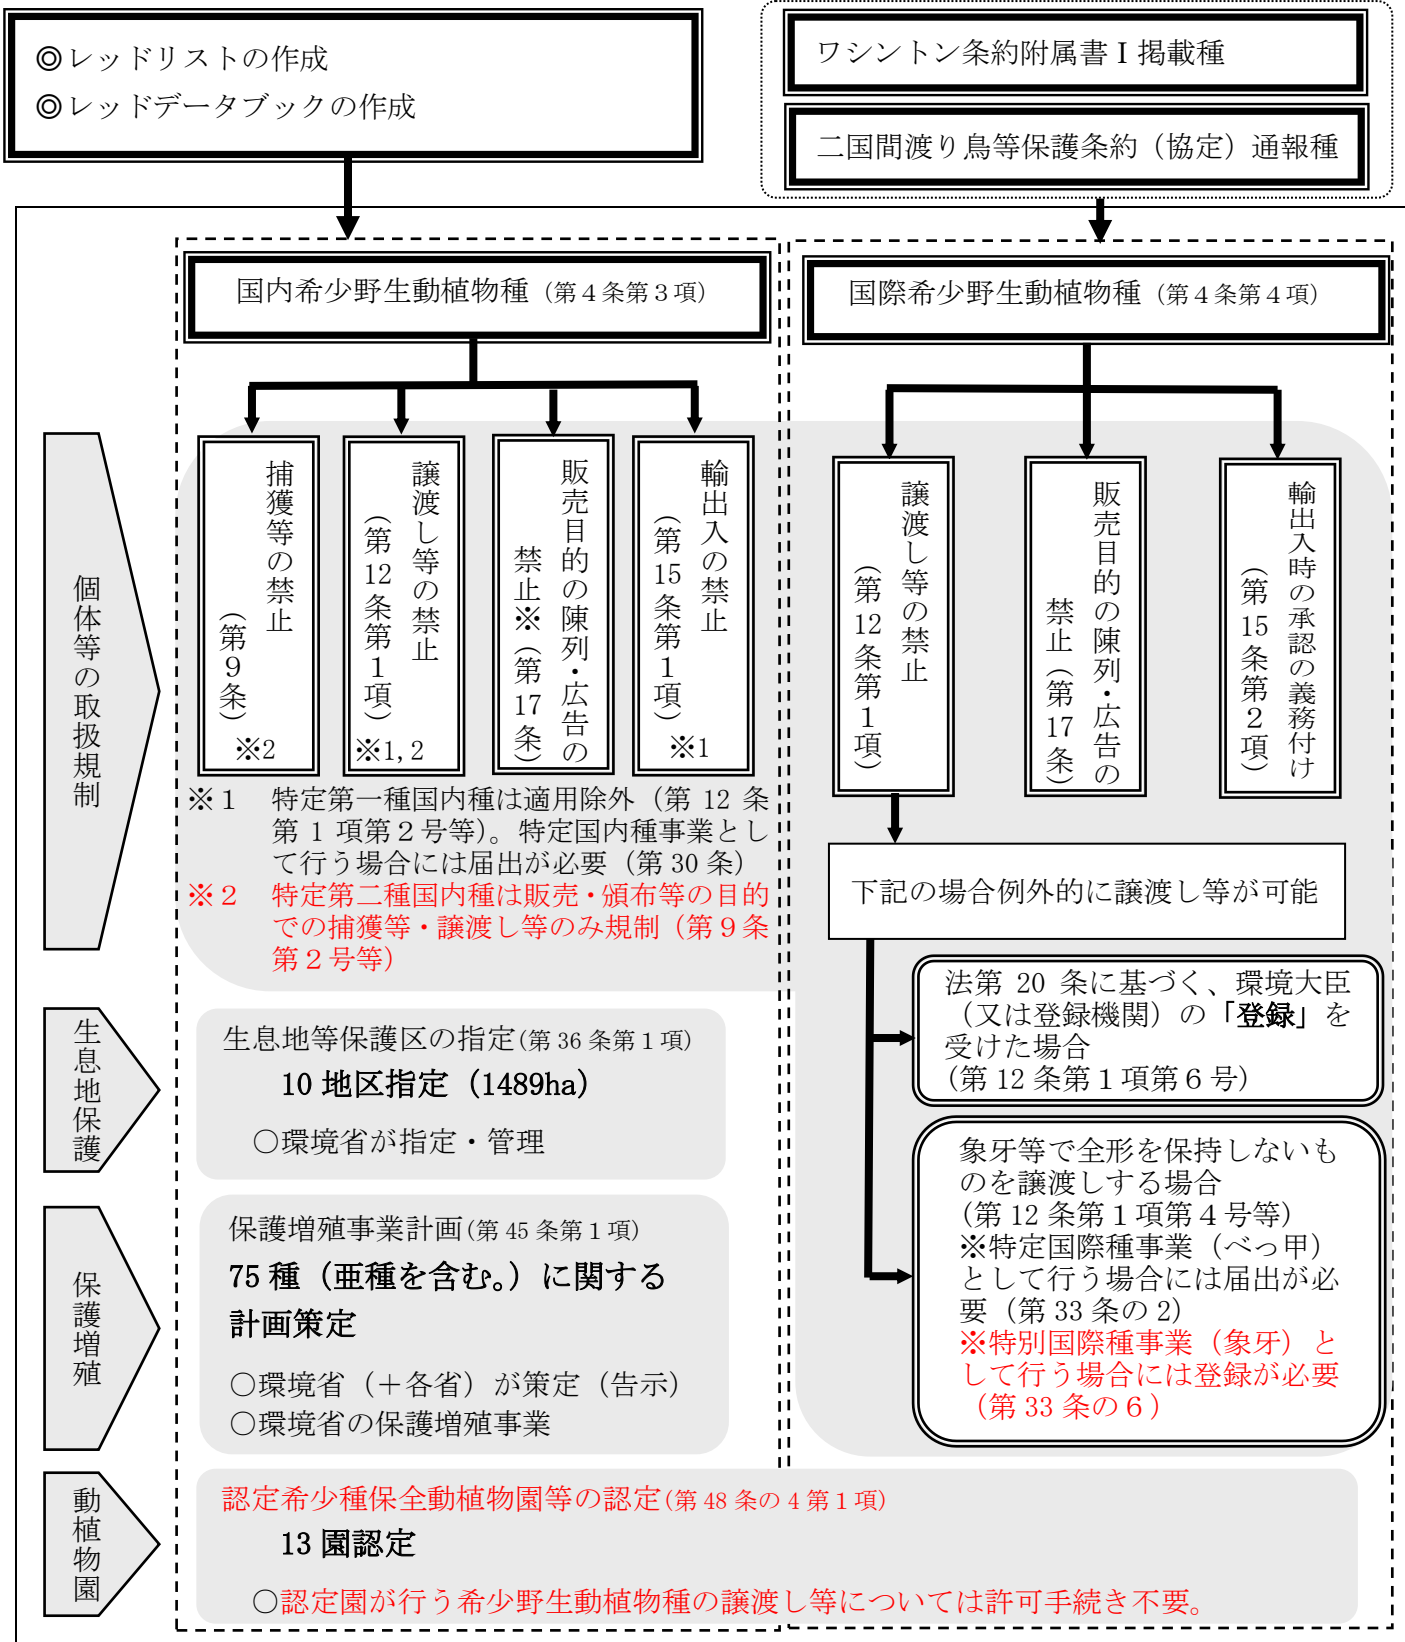 ◎レッドリストの作成
◎レッドデータブックの作成
ワシントン条約附属書Ⅰ掲載種
二国間渡り鳥等保護条約（協定）通報種
国内希少野生動植物種（第４条第３項）
国際希少野生動植物種（第４条第４項）
個体等の取扱規制
捕獲等の禁止
（第９条）
※2
譲渡し等の禁止
（第12条第１項）
※1,2
販売目的の陳列・広告の
禁止※（第17条）
輸出入の禁止
（第15条第１項）
※1
譲渡し等の禁止
（第12条第１項）
販売目的の陳列・広告の
禁止（第17条）
輸出入時の承認の義務付け
（第15条第２項）
※１　特定第一種国内種は適用除外（第 12 条
第 1 項第２号等）。特定国内種事業とし
て行う場合には届出が必要（第 30 条）
※２　特定第二種国内種は販売・頒布等の目的
での捕獲等・譲渡し等のみ規制（第９条
第２号等）
下記の場合例外的に譲渡し等が可能
法第 20 条に基づく、環境大臣
（又は登録機関）の「登録」を
受けた場合
(第 12 条第１項第６号)
象牙等で全形を保持しないも
のを譲渡しする場合
(第 12 条第１項第４号等)
※特定国際種事業（べっ甲）
として行う場合には届出が必
要（第 33 条の 2）
※特別国際種事業（象牙）と
して行う場合には登録が必要
（第 33 条の６）
生息地保護
生息地等保護区の指定(第 36 条第１項)
10 地区指定（1489ha）
○環境省が指定・管理
保護増殖
保護増殖事業計画(第 45 条第１項)
75 種（亜種を含む。）に関する
計画策定
○環境省（＋各省）が策定（告示）
○環境省の保護増殖事業
動植物園
認定希少種保全動植物園等の認定(第 48 条の 4 第１項)
13 園認定
○認定園が行う希少野生動植物種の譲渡し等については許可手続き不要。